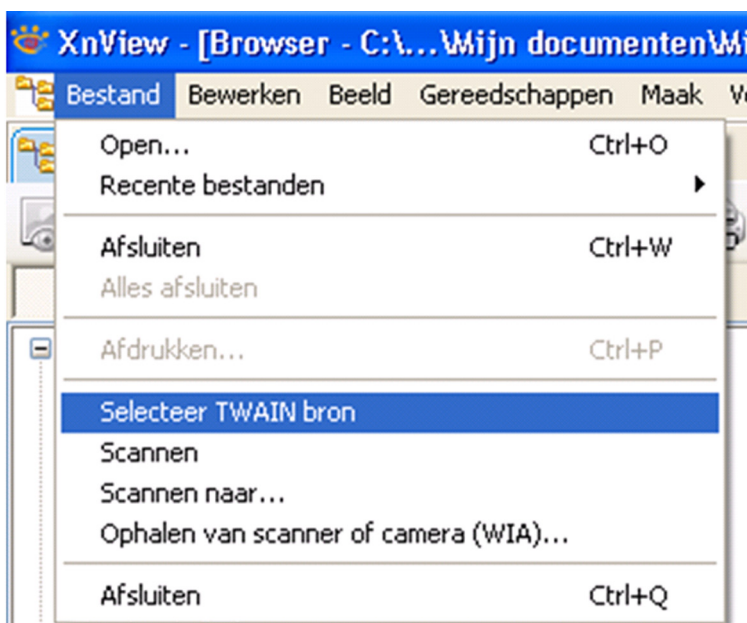 XnView - [Browser - C:\...\Mijn documenten\Mi
Bestand Bewerken Beeld Gereedschappen Maak
Open... Ctrl+O
Recente bestanden
Afsluiten Ctrl+W
Alles afsluiten
Afdrukken... Ctrl+P
Selecteer TWAIN bron
Scannen
Scannen naar...
Ophalen van scanner of camera (WIA)...
Afsluiten Ctrl+Q